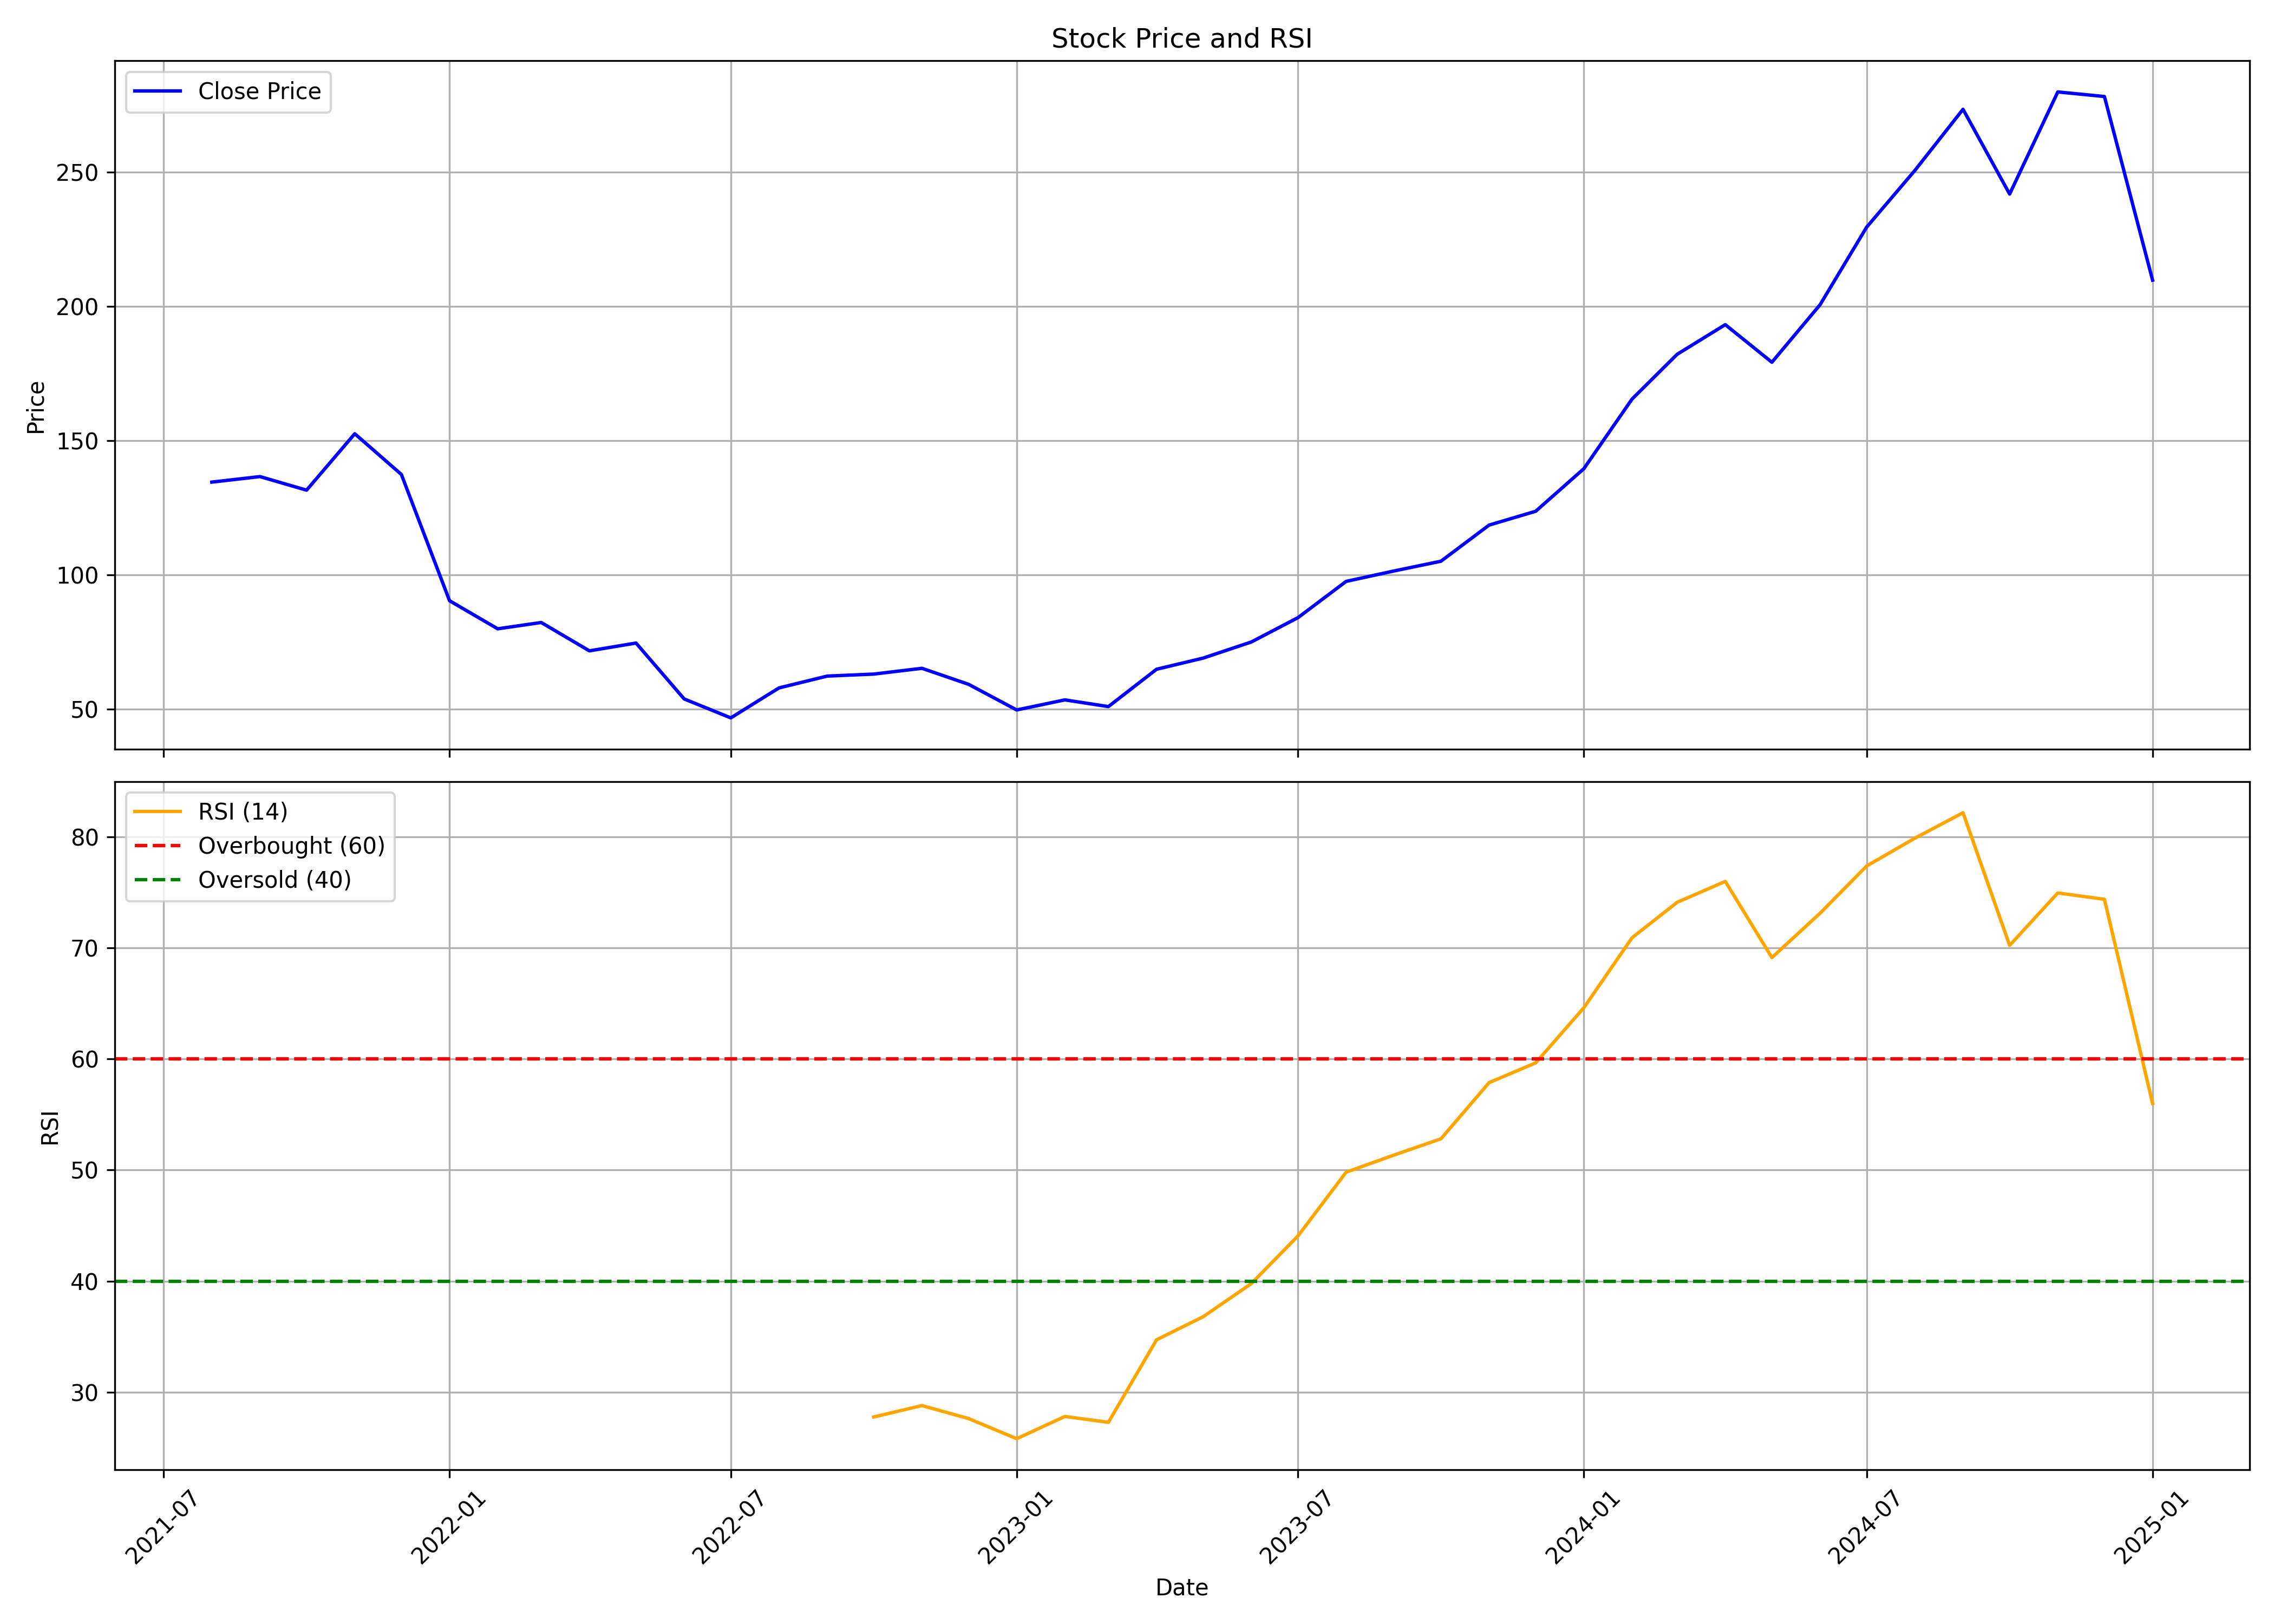 Stock Price and RSI
Close Price
Price
250
200
150
100
50
RSI (14)
Overbought (60)
Oversold (40)
RSI
80
70
60
50
40
30
2021-07
2022-01
2022-07
2023-01
2023-07
2024-01
2024-07
2025-01
Date